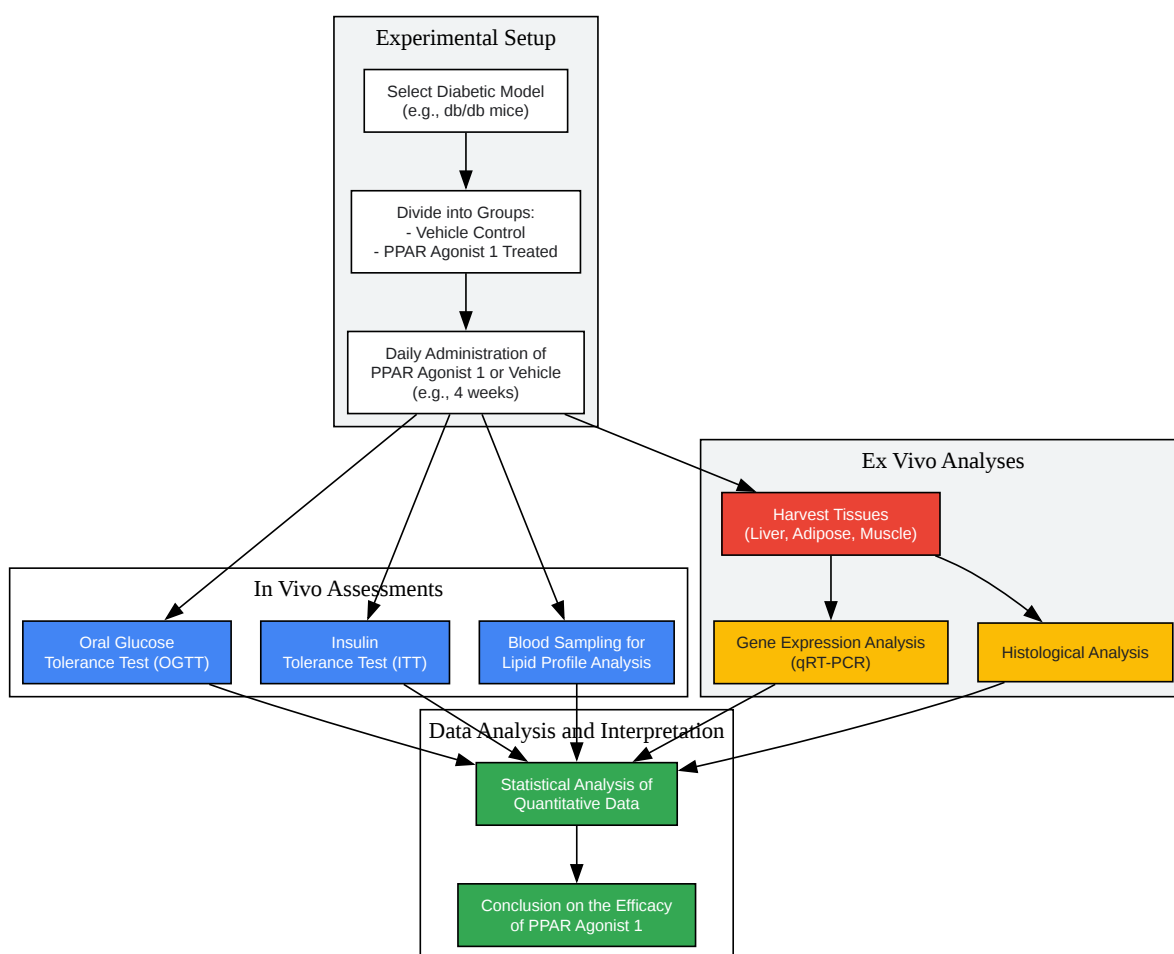 Experimental Setup
Select Diabetic Model
(e.g., db/db mice)
Divide into Groups:
- Vehicle Control
- PPAR Agonist 1 Treated
Daily Administration of
PPAR Agonist 1 or Vehicle
(e.g., 4 weeks)
Ex Vivo Analyses
Harvest Tissues
(Liver, Adipose, Muscle)
In Vivo Assessments
Oral Glucose
Tolerance Test (OGTT)
Insulin
Tolerance Test (ITT)
Blood Sampling for
Lipid Profile Analysis
Gene Expression Analysis
(qRT-PCR)
Histological Analysis
Data Analysis and Interpretation
Statistical Analysis of
Quantitative Data
Conclusion on the Efficacy
of PPAR Agonist 1